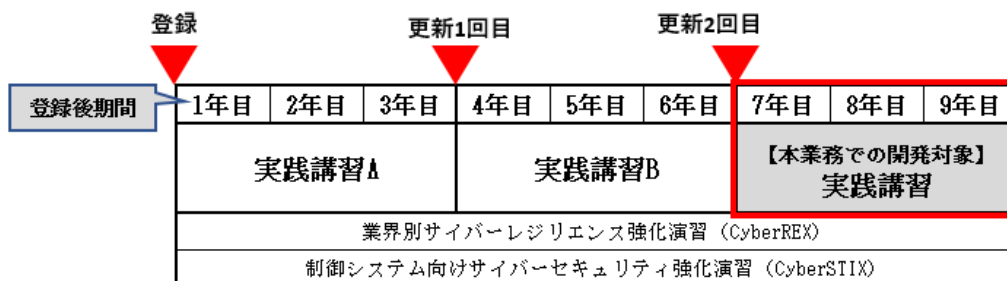 登録 更新1回目 更新2回目
登録後期間 1年目 2年目 3年目 4年目 5年目 6年目 7年目 8年目 9年目
実践講習A 実践講習B 【本業務での開発対象】
実践講習
業界別サイバーレジリエンス強化演習 (CyberREX)
制御システム向けサイバーセキュリティ強化演習 (CyberSTIX)